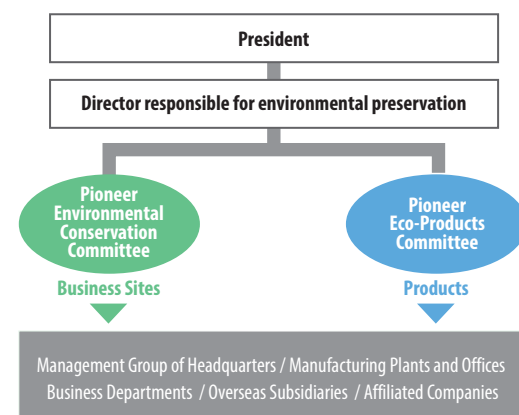 President
Director responsible for environmental preservation
Pioneer
Environmental
Conservation
Committee
Pioneer
Eco-Products
Committee
Business Sites
Products
Management Group of Headquarters / Manufacturing Plants and Offices
Business Departments / Overseas Subsidiaries / Affiliated Companies